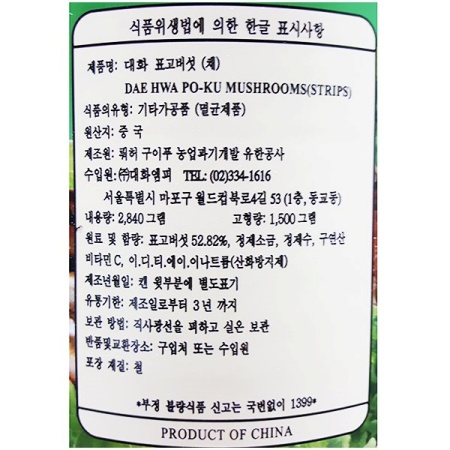 식품위생법에 의한 한글 표시사항
제품명: 대화 표고버섯 (채)
DAE HWA PO-KU MUSHROOMS(STRIPS)
식품의유형: 기타가공품 (멸균제품)
원산지: 중 국
제조원: 뤄허 구이푸 농업과기개발 유한공사
수입원:㈜대화엠피 TEL: (02)334-1616
서울특별시 마포구 월드컵북로4길 53 (1층, 동교동)
내용량: 2,840 그램 고형량: 1,500 그램
원료 및 함량: 표고버섯 52.82%, 정제소금, 정제수, 구연산
비타민 C, 이.디.티.에이.이나트륨(산화방지제)
제조년월일: 캔 윗부분에 별도표기
유통기한: 제조일로부터 3 년 까지
보관 방법: 직사광선을 피하고 실온 보관
반품및교환장소: 구입처 또는 수입원
포장 재질: 철
*부정 불량식품 신고는 국번없이 1399*
PRODUCT OF CHINA